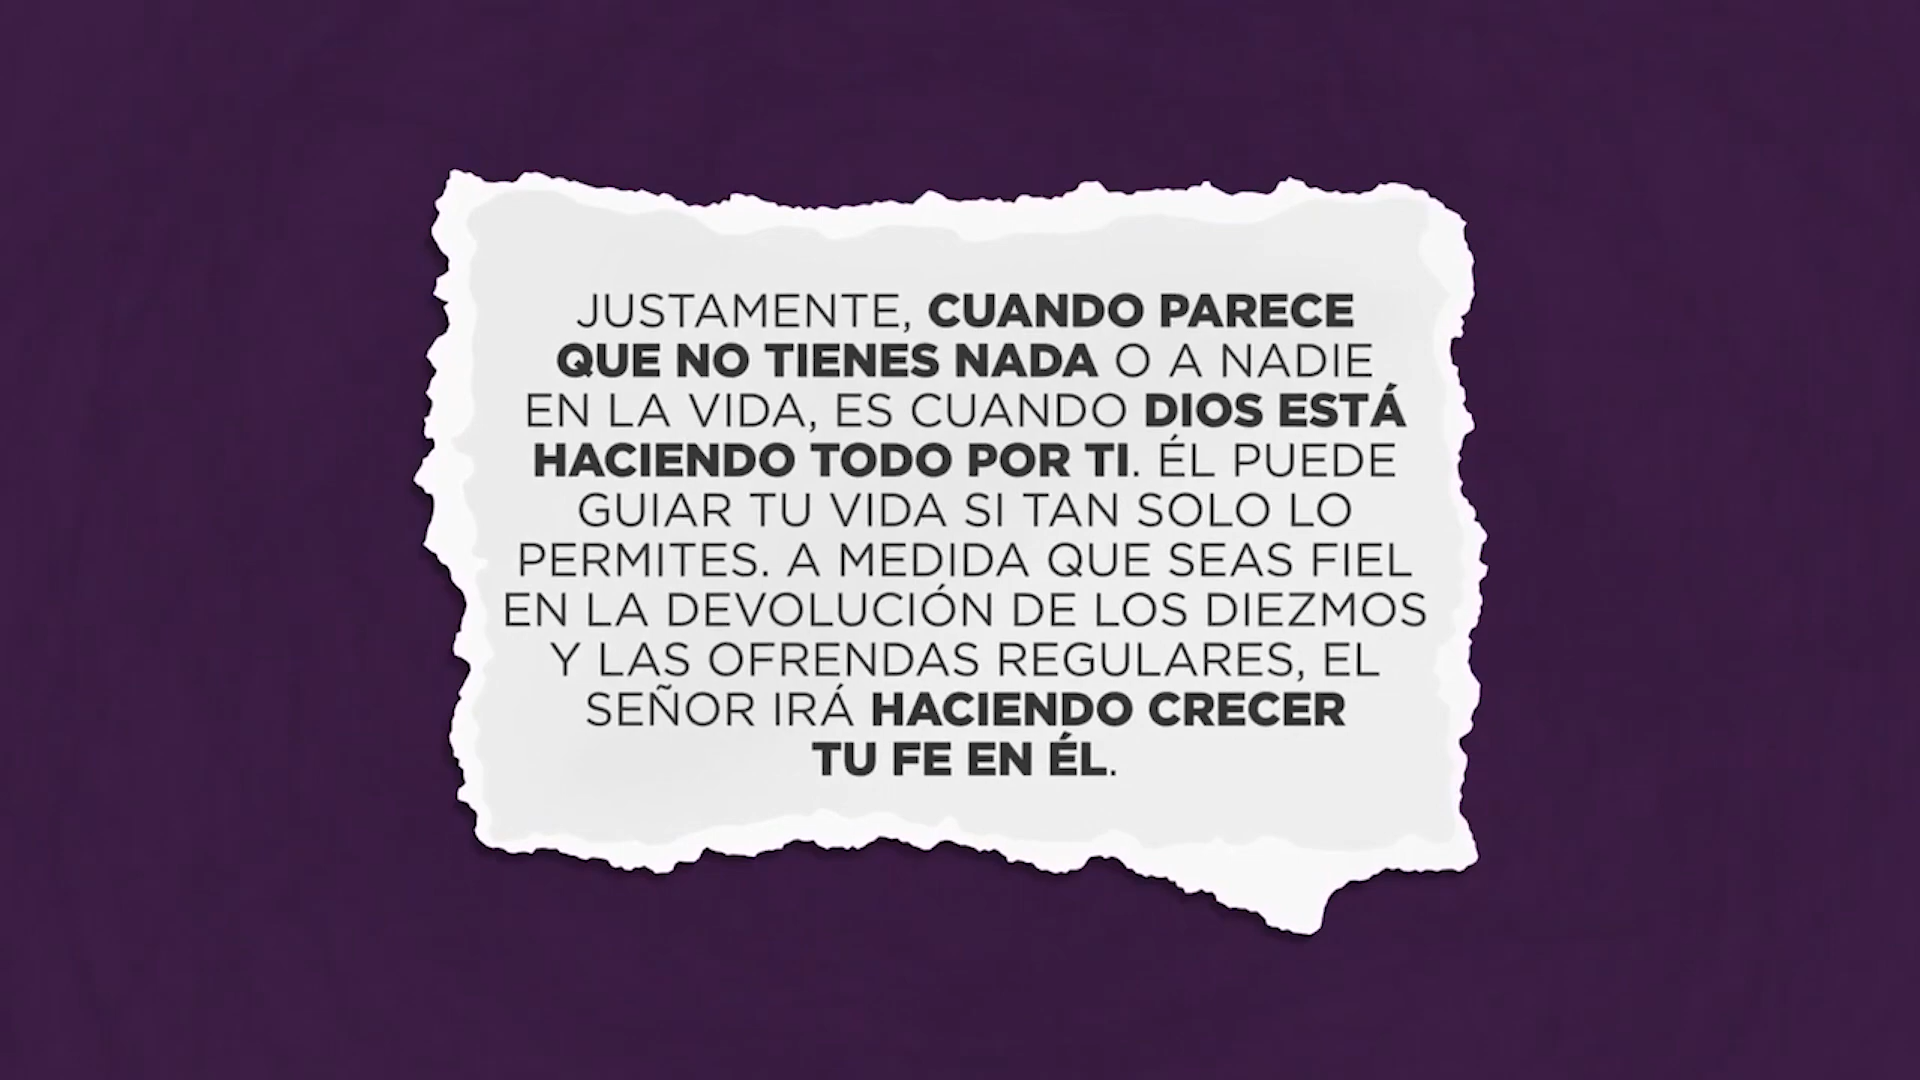 JUSTAMENTE, CUANDO PARECE
QUE NO TIENES NADA O A NADIE
EN LA VIDA, ES CUANDO DIOS ESTÁ
HACIENDO TODO POR TI. ÉL PUEDE
GUIAR TU VIDA SI TAN SOLO LO
PERMITES. A MEDIDA QUE SEAS FIEL
EN LA DEVOLUCIÓN DE LOS DIEZMOS
Y LAS OFRENDAS REGULARES, EL
SEÑOR IRÁ HACIENDO CRECER
TU FE EN ÉL.